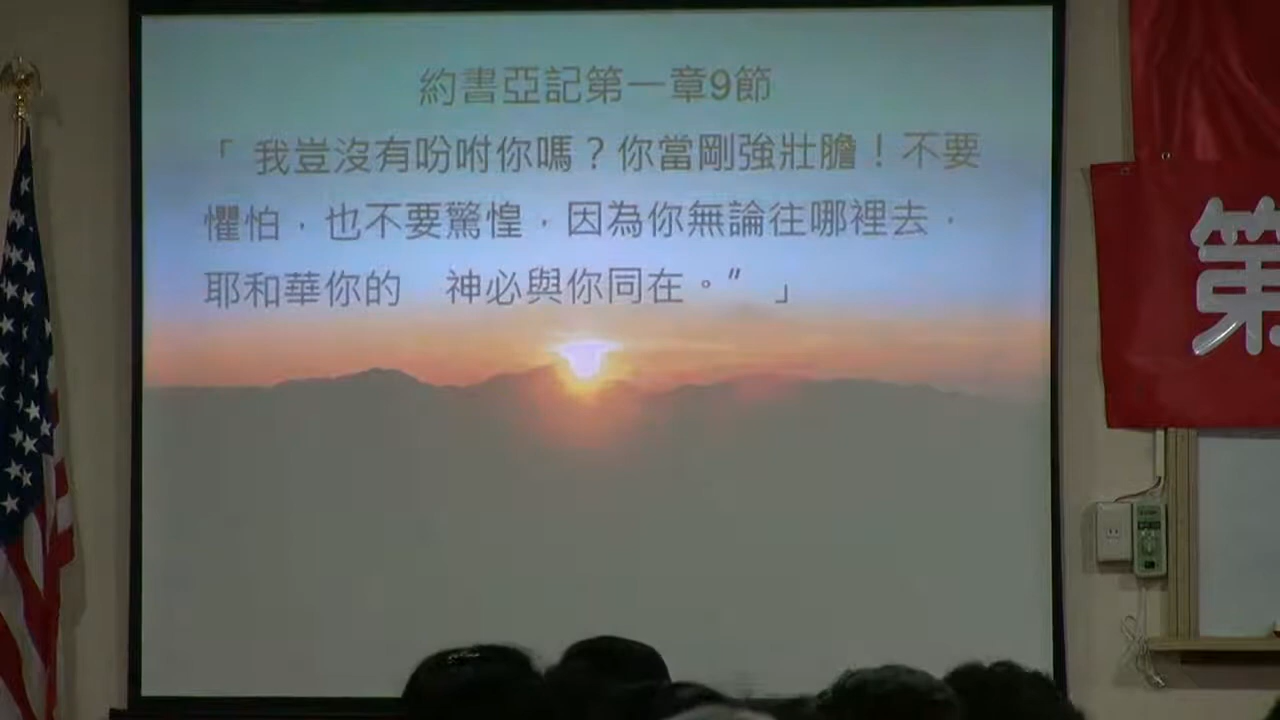 約書亞記第一章9節
「 我豈沒有吩咐你嗎？你當剛強壯膽！不要
懼怕，也不要驚惶，因為你無論往哪裡去，
耶和華你的　神必與你同在。” 」
第